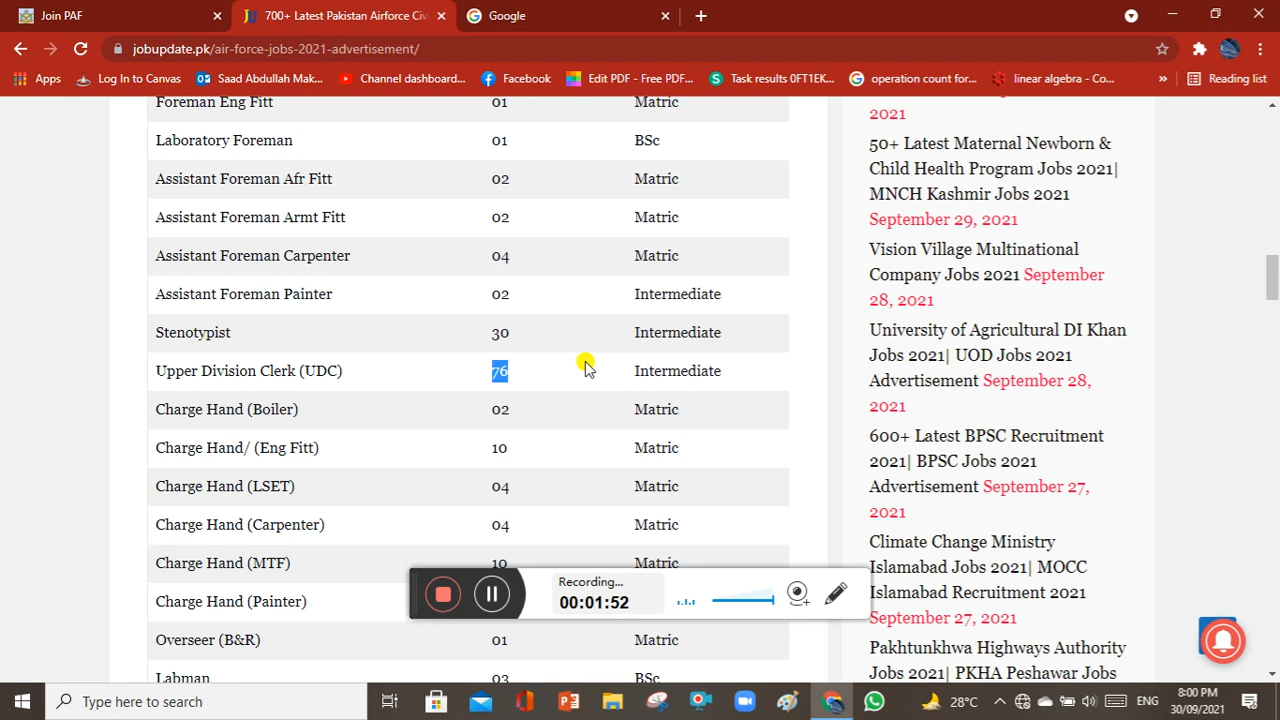 Join PAF
700+ Latest Pakistan Airforce Civ
Google
jobupdate.pk/air-force-jobs-2021-advertisement/
Apps
Log In to Canvas
Saad Abdullah Mak...
Channel dashboard...
Facebook
Edit PDF - Free PDF...
Task results 0FT1EK...
operation count for...
linear algebra - Co...
»
Reading list
Foreman Eng Fitt 01 Matric
Laboratory Foreman 01 BSc
Assistant Foreman Afr Fitt 02 Matric
Assistant Foreman Armt Fitt 02 Matric
Assistant Foreman Carpenter 04 Matric
Assistant Foreman Painter 02 Intermediate
Stenotypist 30 Intermediate
Upper Division Clerk (UDC) 76 Intermediate
Charge Hand (Boiler) 02 Matric
Charge Hand/ (Eng Fitt) 10 Matric
Charge Hand (LSET) 04 Matric
Charge Hand (Carpenter) 04 Matric
Charge Hand (MTF) 10 Matric
Charge Hand (Painter)
Overseer (B&R) 01 Matric
Labman 03 BSc
2021
50+ Latest Maternal Newborn &
Child Health Program Jobs 2021|
MNCH Kashmir Jobs 2021
September 29, 2021
Vision Village Multinational
Company Jobs 2021 September
28, 2021
University of Agricultural DI Khan
Jobs 2021| UOD Jobs 2021
Advertisement September 28,
2021
600+ Latest BPSC Recruitment
2021| BPSC Jobs 2021
Advertisement September 27,
2021
Climate Change Ministry
Islamabad Jobs 2021| MOCC
Islamabad Recruitment 2021
September 27, 2021
Pakhtunkhwa Highways Authority
Jobs 2021| PKHA Peshawar Jobs
Recording...
00:01:52
Type here to search
28°C
ENG
8:00 PM
30/09/2021